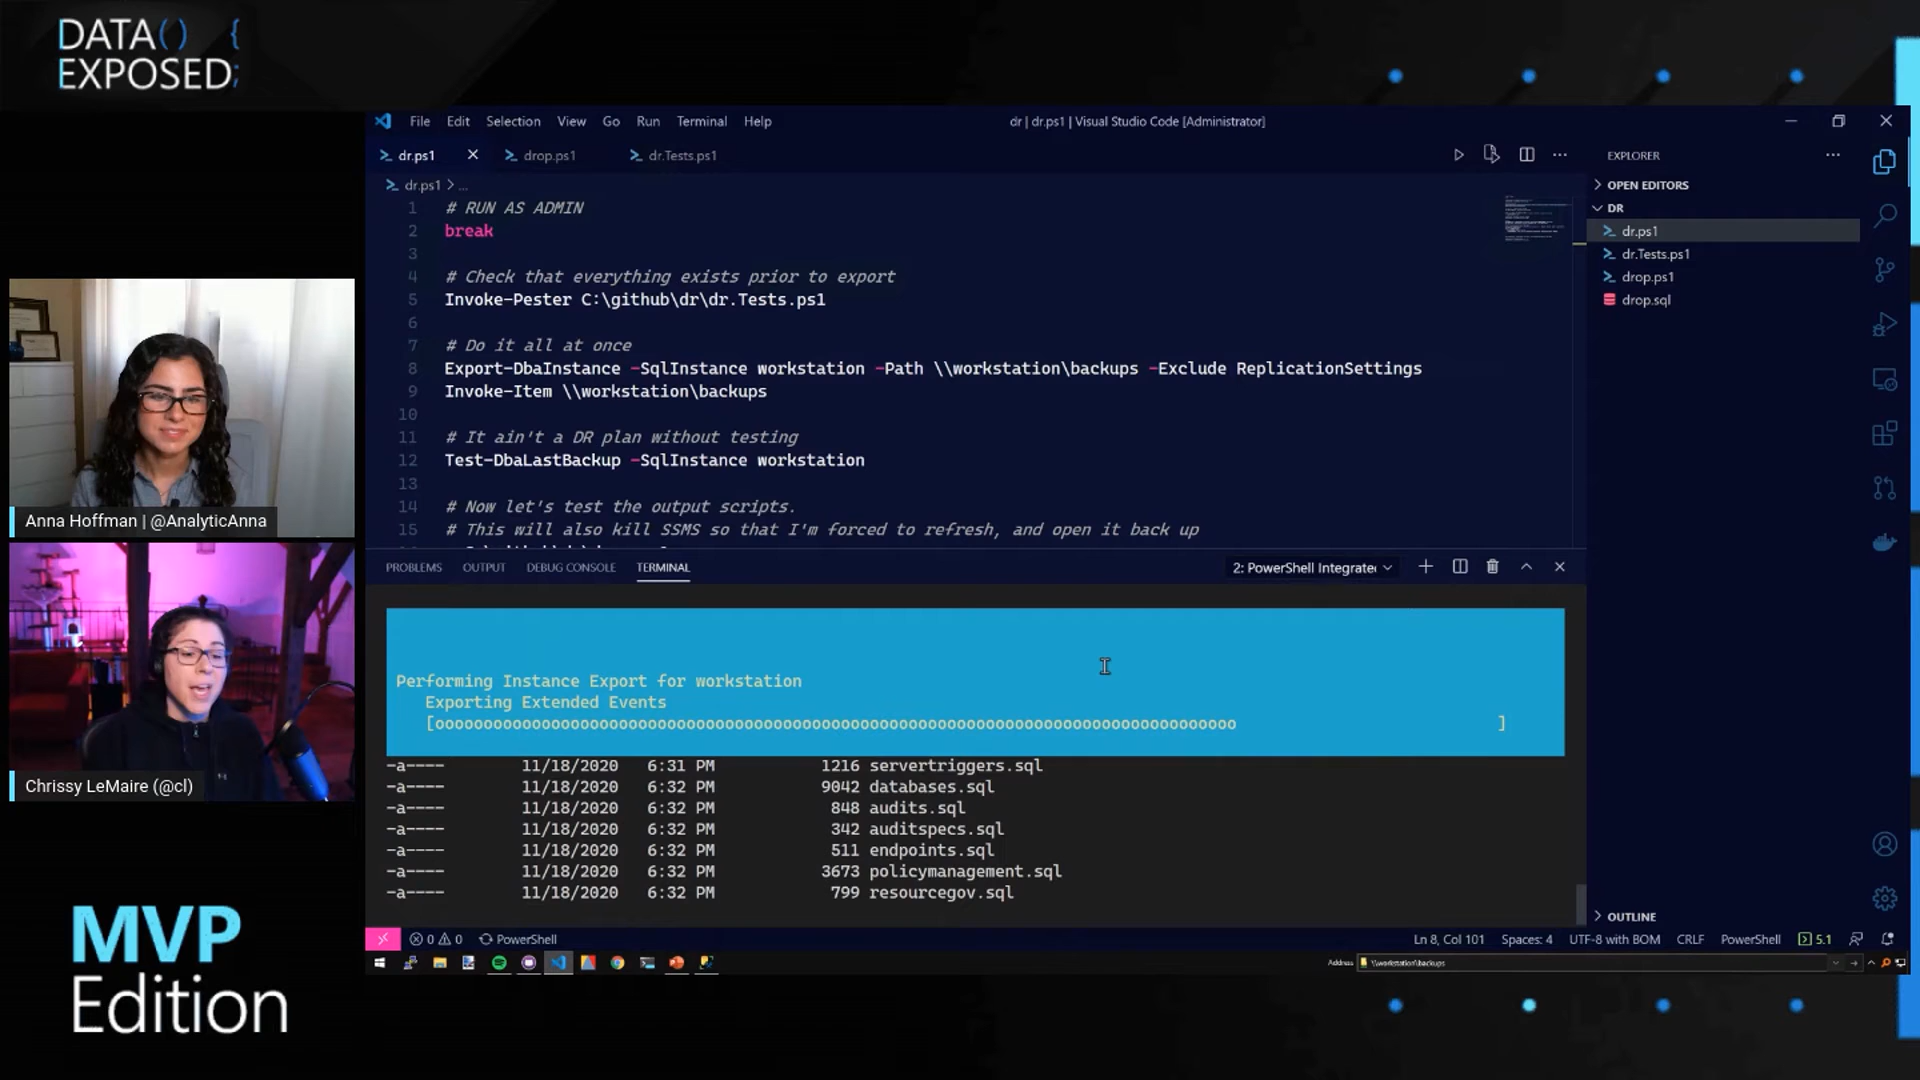 DATA() {
EXPOSED;
File Edit Selection View Go Run Terminal Help
dr | dr.ps1 | Visual Studio Code [Administrator]
dr.ps1
drop.ps1
dr.Tests.ps1
dr.ps1 > ...
1 # RUN AS ADMIN
2 break
3
4 # Check that everything exists prior to export
5 Invoke-Pester C:\github\dr\dr.Tests.ps1
6
7 # Do it all at once
8 Export-DbaInstance -SqlInstance workstation -Path \\workstation\backups -Exclude ReplicationSettings
9 Invoke-Item \\workstation\backups
10
11 # It ain't a DR plan without testing
12 Test-DbaLastBackup -SqlInstance workstation
13
14 # Now let's test the output scripts.
15 # This will also kill SSMS so that I'm forced to refresh, and open it back up
EXPLORER
OPEN EDITORS
DR
dr.ps1
dr.Tests.ps1
drop.ps1
drop.sql
OUTLINE
Anna Hoffman | @AnalyticAnna
Chrissy LeMaire (@cl)
PROBLEMS OUTPUT DEBUG CONSOLE TERMINAL
2: PowerShell Integrate
Performing Instance Export for workstation
Exporting Extended Events
[ooooooooooooooooooooooooooooooooooooooooooooooooooooooooooooooooooooooooooooooooooo ]
-a---- 11/18/2020 6:31 PM 1216 servertriggers.sql
-a---- 11/18/2020 6:32 PM 9042 databases.sql
-a---- 11/18/2020 6:32 PM 848 audits.sql
-a---- 11/18/2020 6:32 PM 342 auditspecs.sql
-a---- 11/18/2020 6:32 PM 511 endpoints.sql
-a---- 11/18/2020 6:32 PM 3673 policymanagement.sql
-a---- 11/18/2020 6:32 PM 799 resourcegov.sql
0 0 PowerShell
Ln 8, Col 101 Spaces: 4 UTF-8 with BOM CRLF PowerShell 5.1
Address \\workstation\backups
MVP
Edition